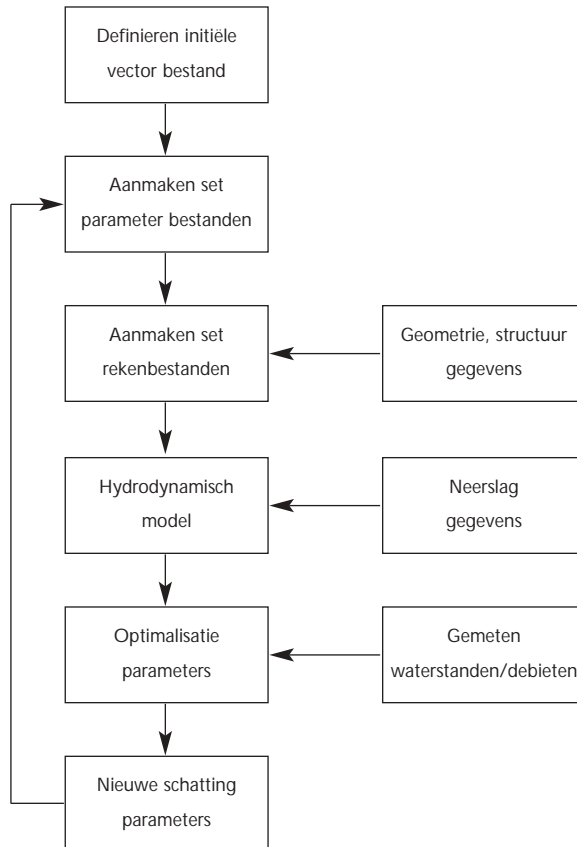 Definieren initiële
vector bestand
Aanmaken set
parameter bestanden
Aanmaken set
rekenbestanden
Geometrie, structuur
gegevens
Hydrodynamisch
model
Neerslag
gegevens
Optimalisatie
parameters
Gemeten
waterstanden/debieten
Nieuwe schatting
parameters